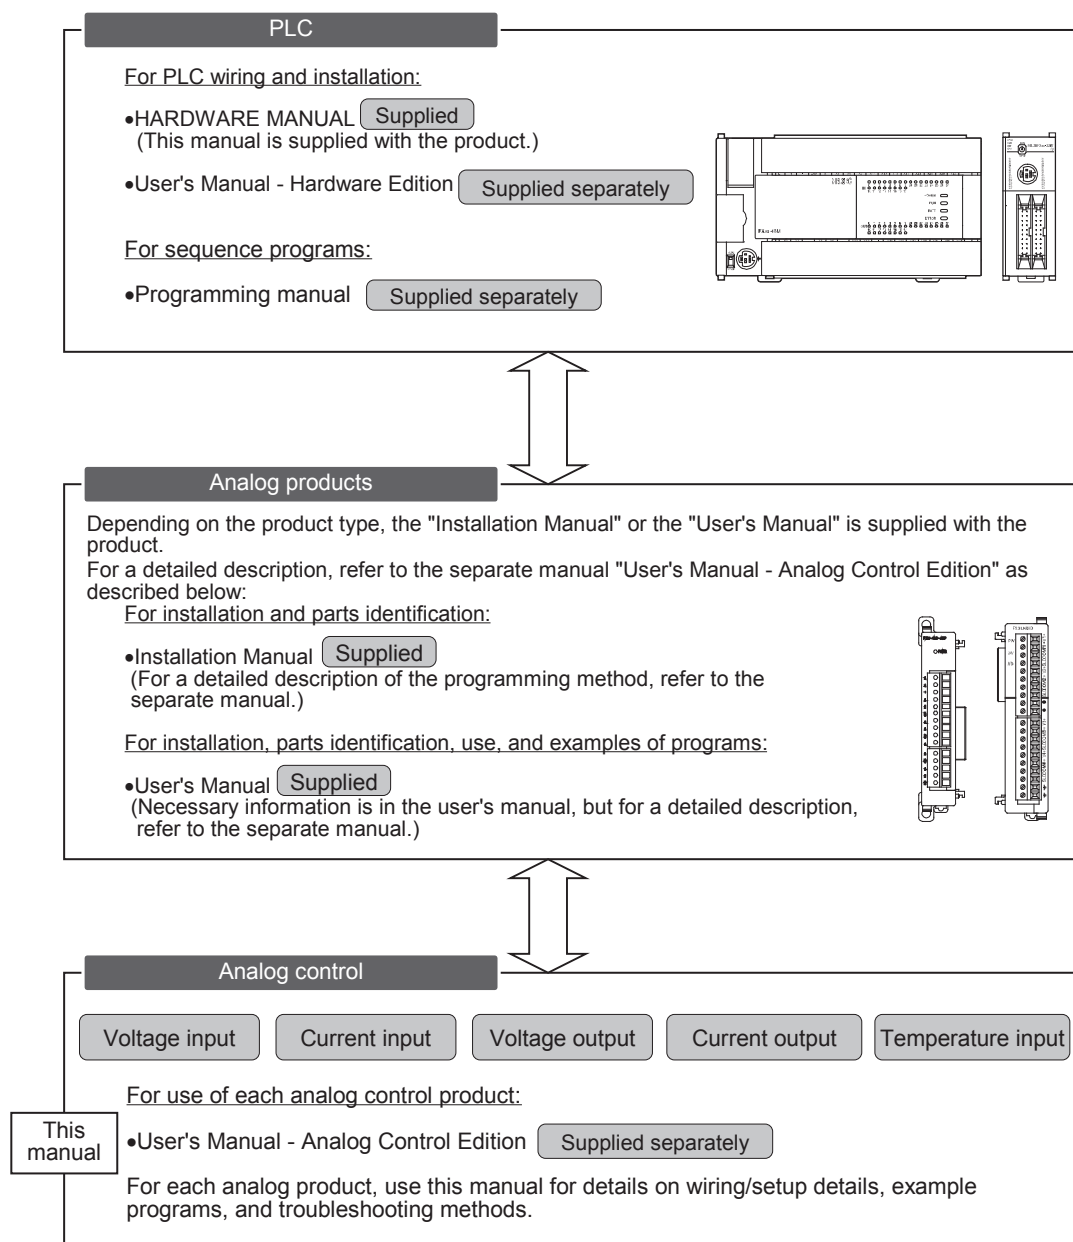 PLC
For PLC wiring and installation:
•HARDWARE MANUAL Supplied
(This manual is supplied with the product.)
•User's Manual - Hardware Edition Supplied separately
For sequence programs:
•Programming manual Supplied separately
Analog products
Depending on the product type, the "Installation Manual" or the "User's Manual" is supplied with the
product.
For a detailed description, refer to the separate manual "User's Manual - Analog Control Edition" as
described below:
For installation and parts identification:
•Installation Manual Supplied
(For a detailed description of the programming method, refer to the
separate manual.)
For installation, parts identification, use, and examples of programs:
•User's Manual Supplied
(Necessary information is in the user's manual, but for a detailed description,
refer to the separate manual.)
Analog control
Voltage input Current input Voltage output Current output Temperature input
For use of each analog control product:
This
manual
•User's Manual - Analog Control Edition Supplied separately
For each analog product, use this manual for details on wiring/setup details, example
programs, and troubleshooting methods.